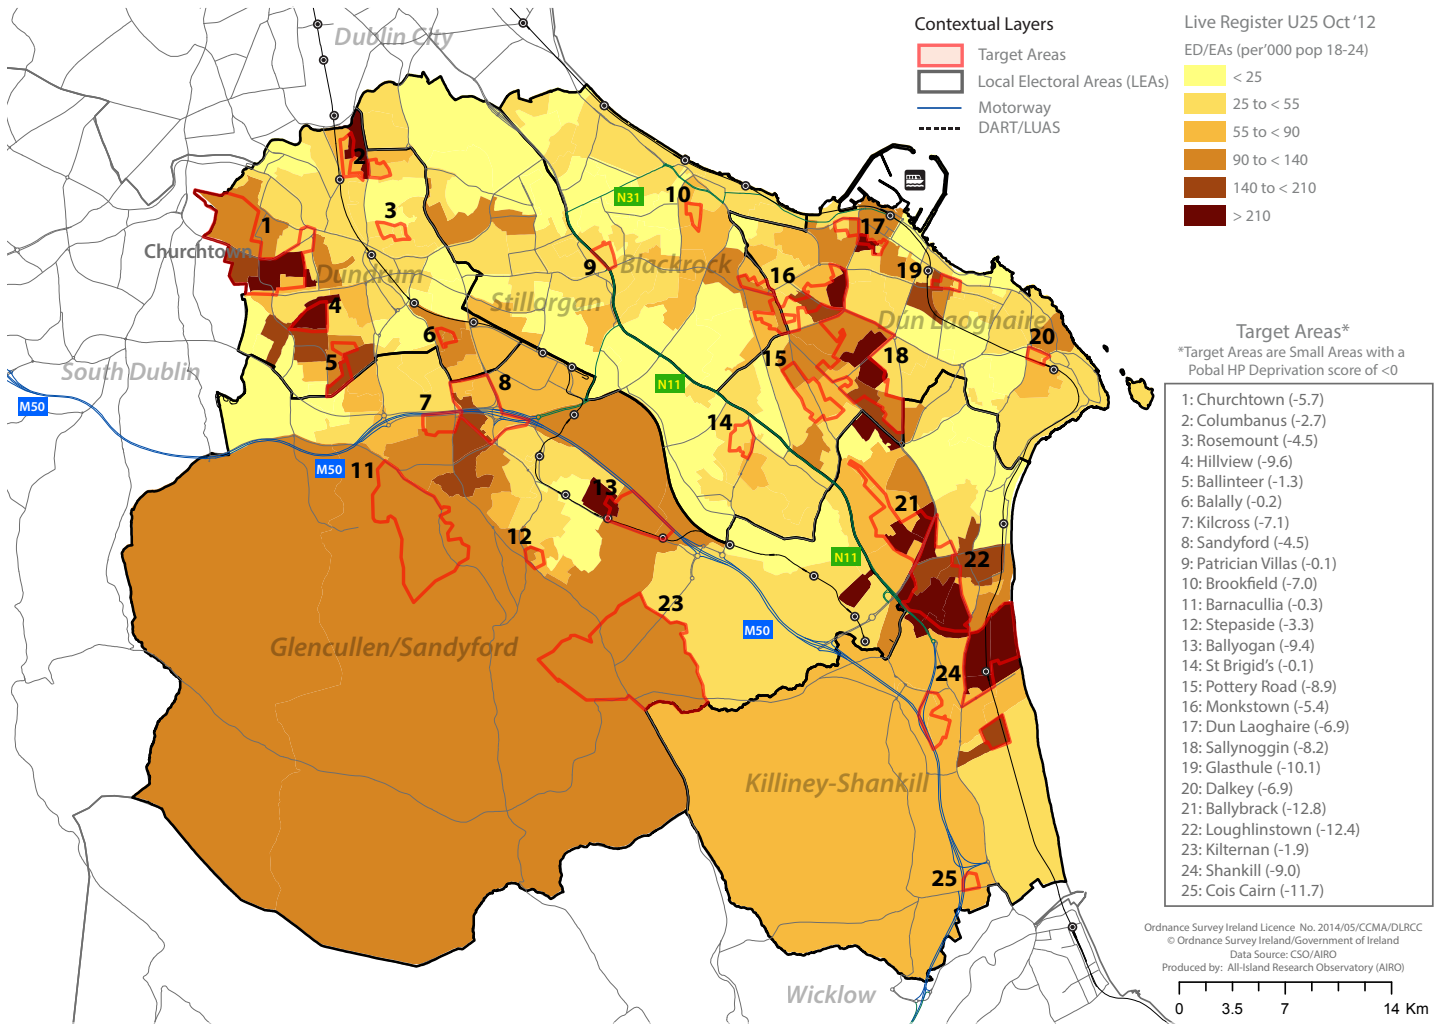 Contextual Layers
Target Areas
Local Electoral Areas (LEAs)
Motorway
DART/LUAS
Live Register U25 Oct '12
ED/EAs (per'000 pop 18-24)
< 25
25 to < 55
55 to < 90
90 to < 140
140 to < 210
> 210
Dublin City
2
10
N31
3
1
17
Churchtown
Dundrum
9
Blackrock
16
19
Stillorgan
4
Dún Laoghaire
6
20
5
15
18
South Dublin
8
N11
M50
7
14
M50
11
13
21
12
N11
22
23
M50
Glencullen/Sandyford
24
Killiney-Shankill
25
Wicklow
Target Areas*
*Target Areas are Small Areas with a
Pobal HP Deprivation score of <0
1: Churchtown (-5.7)
2: Columbanus (-2.7)
3: Rosemount (-4.5)
4: Hillview (-9.6)
5: Ballinteer (-1.3)
6: Balally (-0.2)
7: Kilcross (-7.1)
8: Sandyford (-4.5)
9: Patrician Villas (-0.1)
10: Brookfield (-7.0)
11: Barnacullia (-0.3)
12: Stepaside (-3.3)
13: Ballyogan (-9.4)
14: St Brigid's (-0.1)
15: Pottery Road (-8.9)
16: Monkstown (-5.4)
17: Dun Laoghaire (-6.9)
18: Sallynoggin (-8.2)
19: Glasthule (-10.1)
20: Dalkey (-6.9)
21: Ballybrack (-12.8)
22: Loughlinstown (-12.4)
23: Kilternan (-1.9)
24: Shankill (-9.0)
25: Cois Cairn (-11.7)
Ordnance Survey Ireland Licence No. 2014/05/CCMA/DLRCC
© Ordnance Survey Ireland/Government of Ireland
Data Source: CSO/AIRO
Produced by: All-Island Research Observatory (AIRO)
0 3.5 7 14 Km